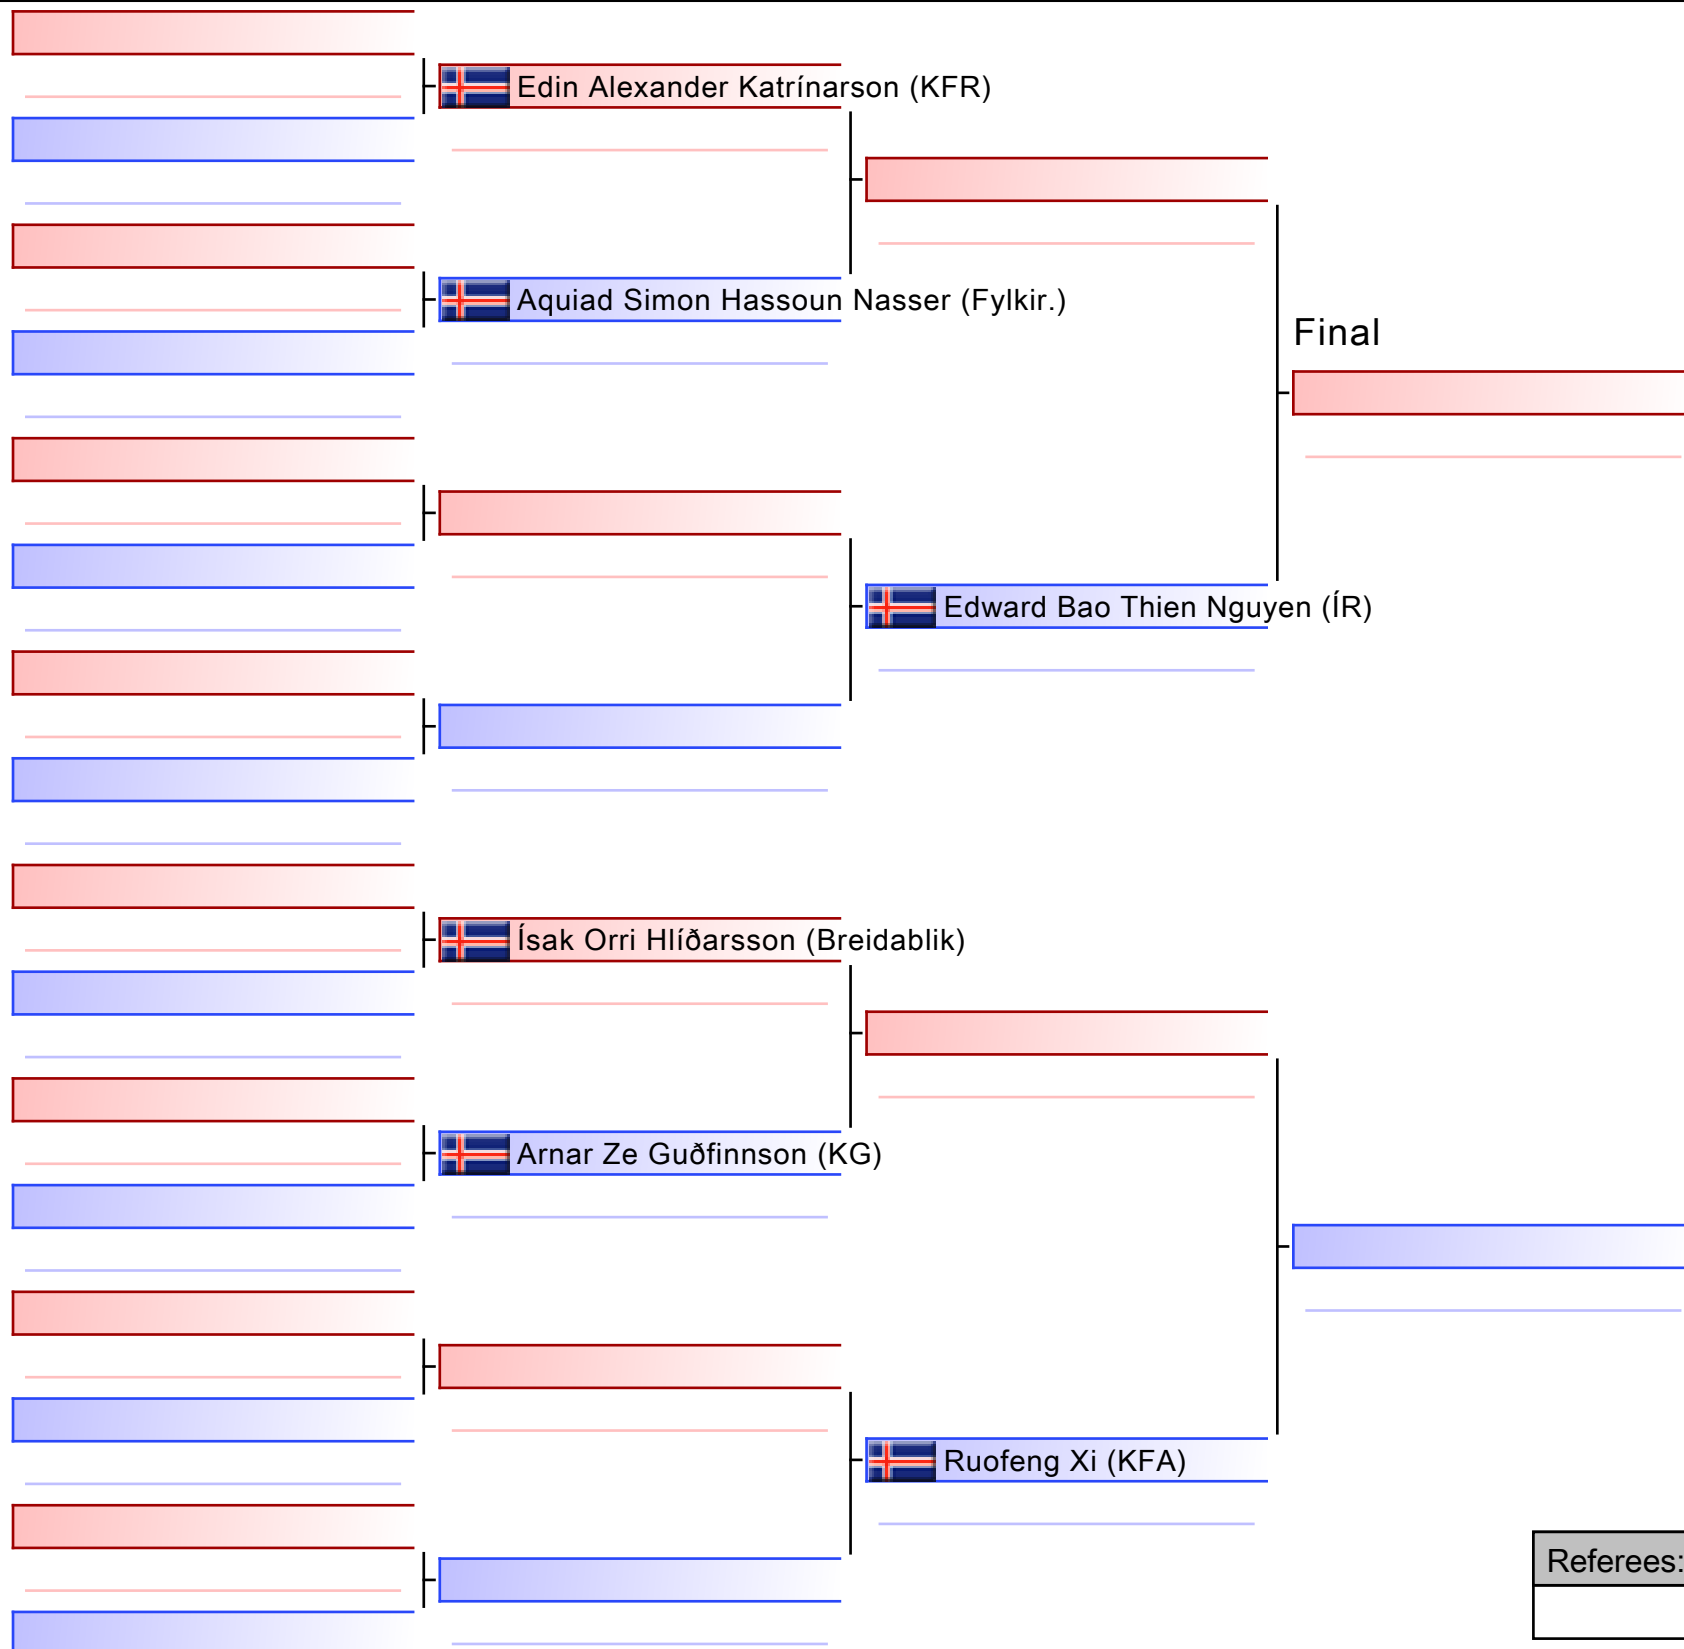 Edin Alexander Katrínarson (KFR)
Aquiad Simon Hassoun Nasser (Fylkir.)
Final
Edward Bao Thien Nguyen (ÍR)
Ísak Orri Hlíðarsson (Breidablik)
Arnar Ze Guðfinnson (KG)
Ruofeng Xi (KFA)
Referees: